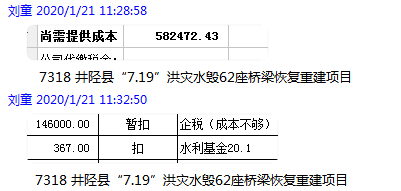 刘童 2020/1/21 11:28:58
尚需提供成本 582472.43
7318 井陉县“7.19”洪灾水毁62座桥梁恢复重建项目
刘童 2020/1/21 11:32:50
146000.00 暂扣 企税（成本不够）
367.00 扣 水利基金20.1
7318 井陉县“7.19”洪灾水毁62座桥梁恢复重建项目